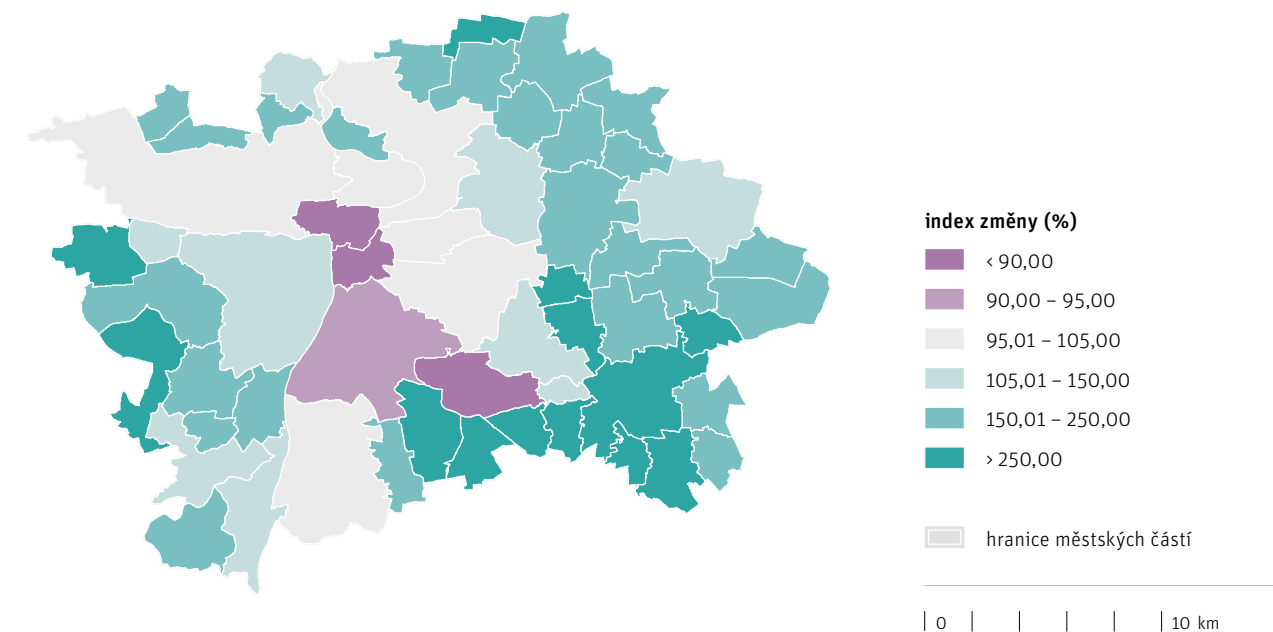 index změny (%)
‹ 90,00
90,00 – 95,00
95,01 – 105,00
105,01 – 150,00
150,01 – 250,00
› 250,00
hranice městských částí
0 10 km